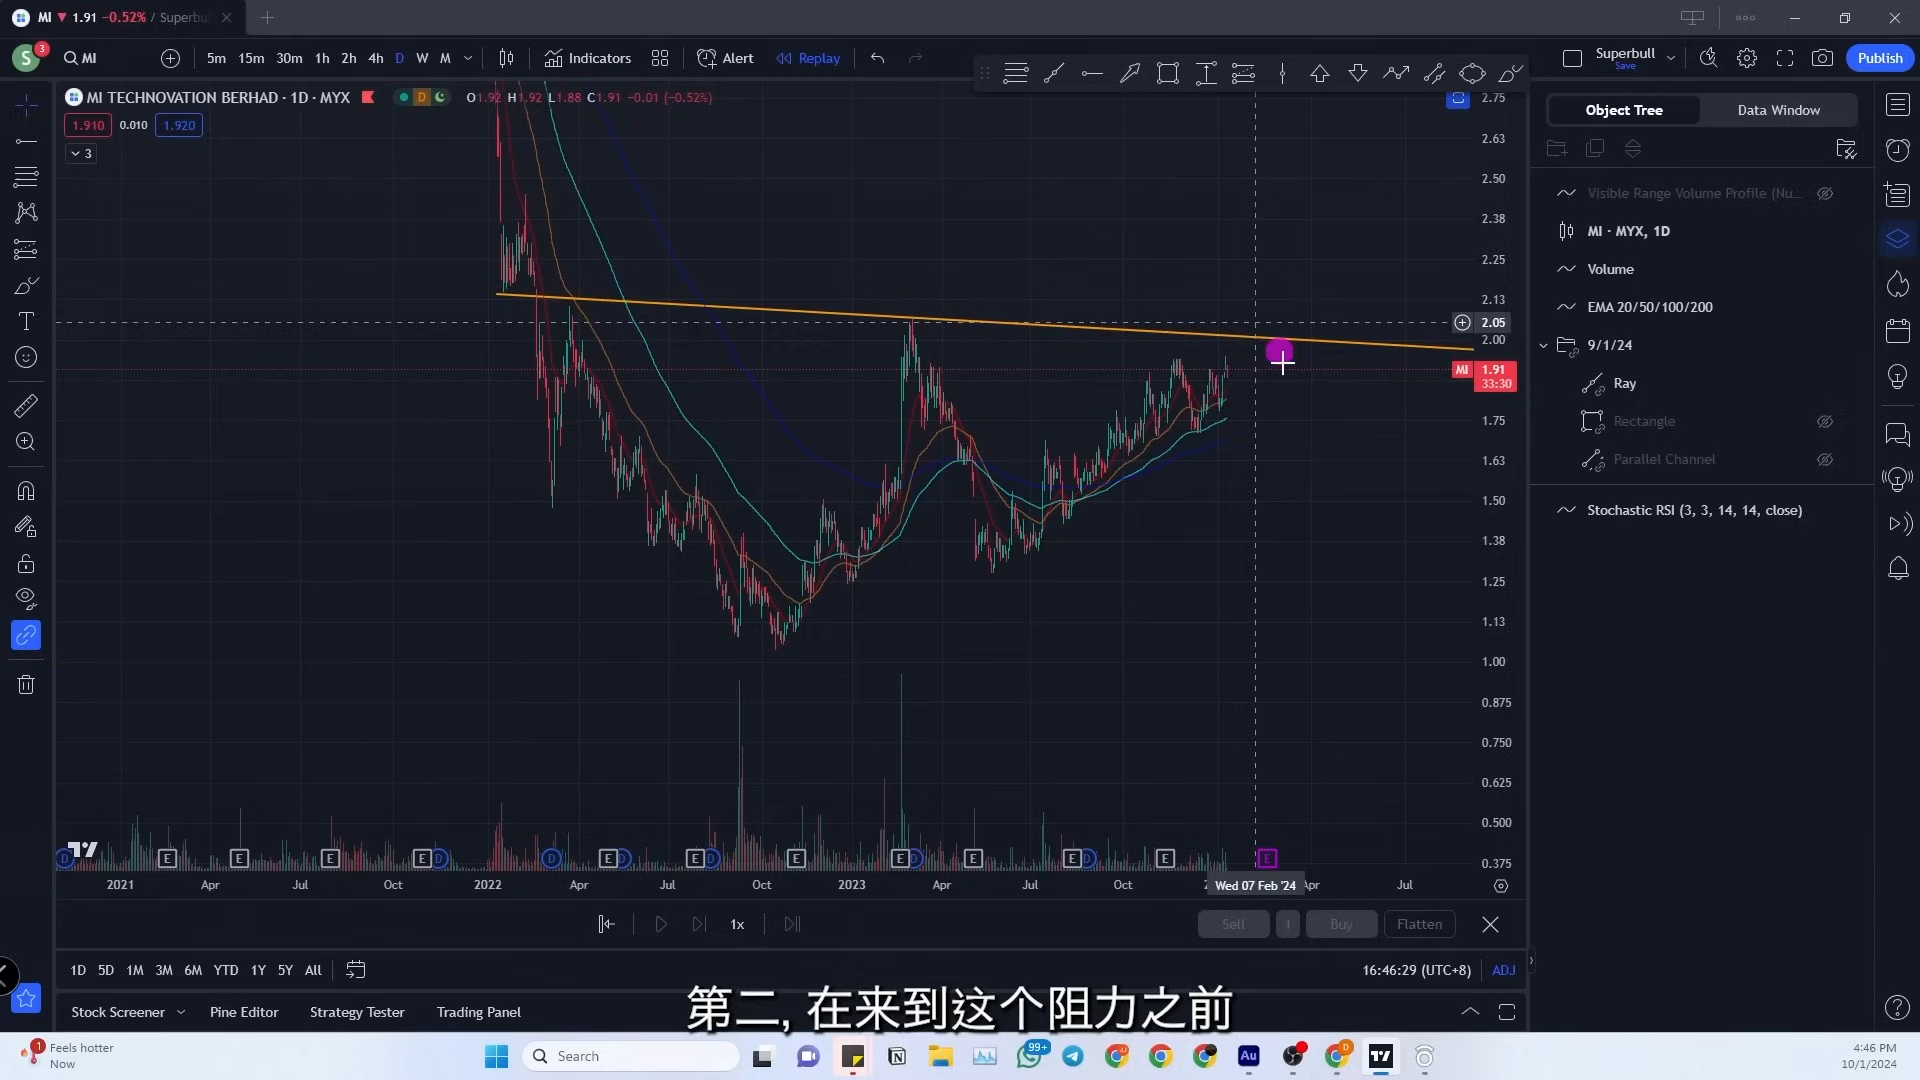 MI 1.91 −0.52% / Superbul
S 3
MI
5m 15m 30m 1h 2h 4h D W M
Indicators
Alert
Replay
Superbull
Save
Publish
MI TECHNOVATION BERHAD · 1D · MYX
D
O1.92 H1.92 L1.88 C1.91 −0.01 (−0.52%)
1.910 0.010 1.920
3
2.75
2.63
2.50
2.38
2.25
2.13
2.05
2.00
MI 1.91
33:30
1.75
1.63
1.50
1.38
1.25
1.13
1.00
0.875
0.750
0.625
0.500
0.375
Object Tree
Data Window
Visible Range Volume Profile (Nu...
MI · MYX, 1D
Volume
EMA 20/50/100/200
9/1/24
Ray
Rectangle
Parallel Channel
Stochastic RSI (3, 3, 14, 14, close)
D E E E E D D E D E D E E D E E D E E
2021 Apr Jul Oct 2022 Apr Jul Oct 2023 Apr Jul Oct Wed 07 Feb '24 Apr Jul
1x
Sell
Buy
Flatten
1D 5D 1M 3M 6M YTD 1Y 5Y All
16:46:29 (UTC+8)
ADJ
第二, 在来到这个阻力之前
Stock Screener
Pine Editor
Strategy Tester
Trading Panel
1
Feels hotter
Now
Search
99+
Au
D
4:46 PM
10/1/2024